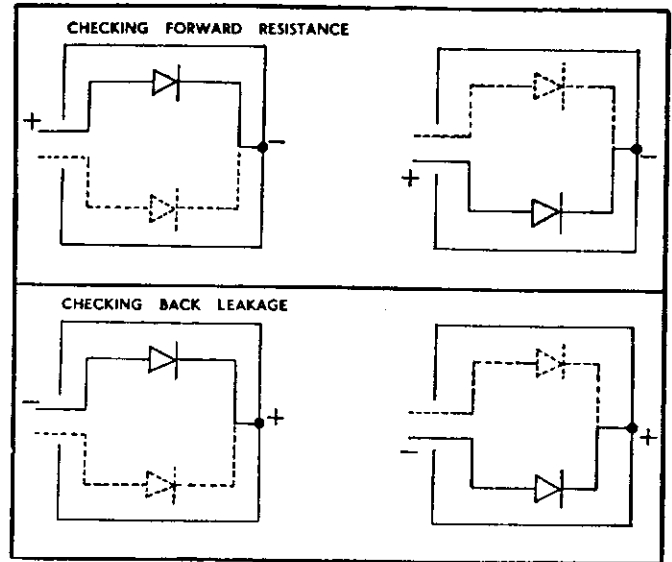 CHECKING FORWARD RESISTANCE
+ -
+ -
CHECKING BACK LEAKAGE
- +
- +